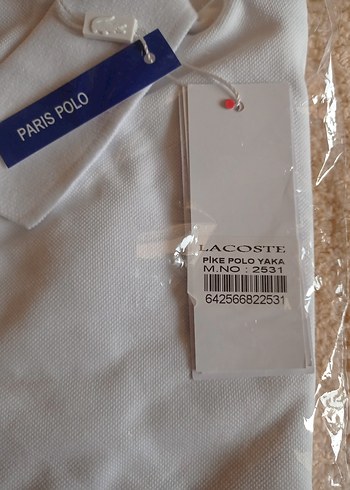 PARIS POLO
LACOSTE
PİKE POLO YAKA
M.NO : 2531
642566822531